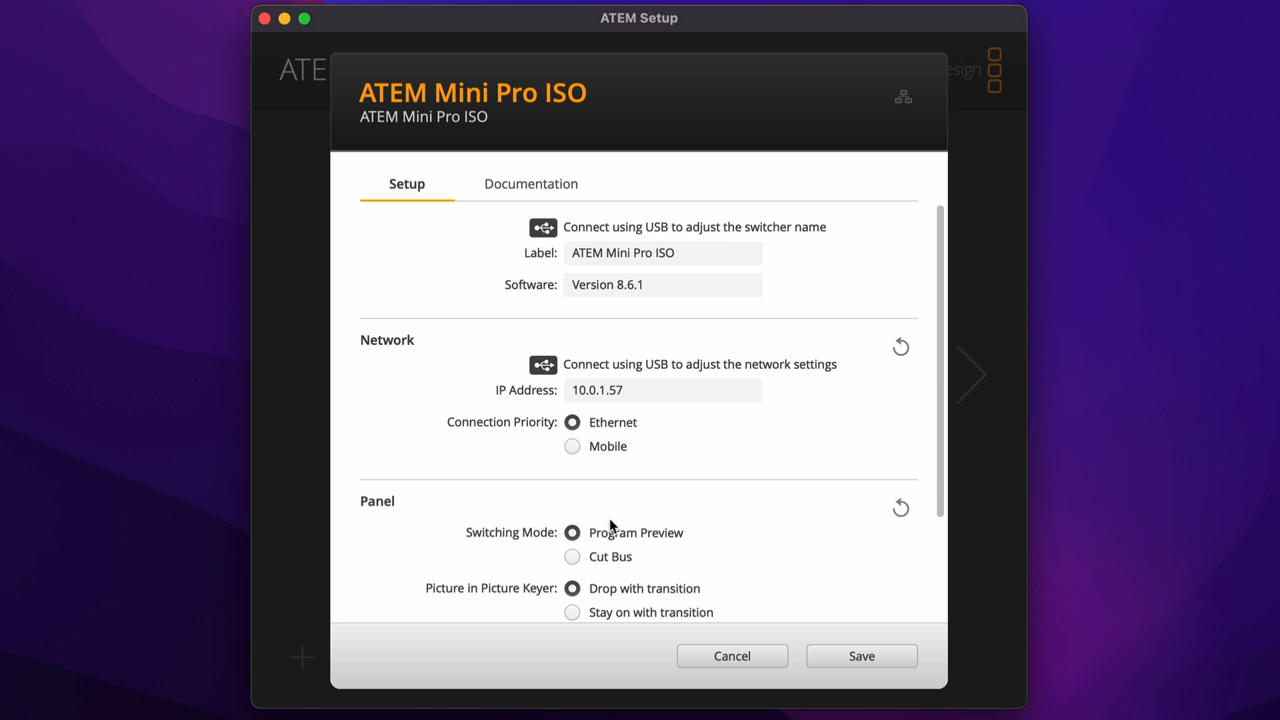 ATEM Setup
ATE
esign
ATEM Mini Pro ISO
ATEM Mini Pro ISO
Setup
Documentation
Connect using USB to adjust the switcher name
Label: ATEM Mini Pro ISO
Software: Version 8.6.1
Network
Connect using USB to adjust the network settings
IP Address: 10.0.1.57
Connection Priority: Ethernet
Mobile
Panel
Switching Mode: Program Preview
Cut Bus
Picture in Picture Keyer: Drop with transition
Stay on with transition
Cancel
Save